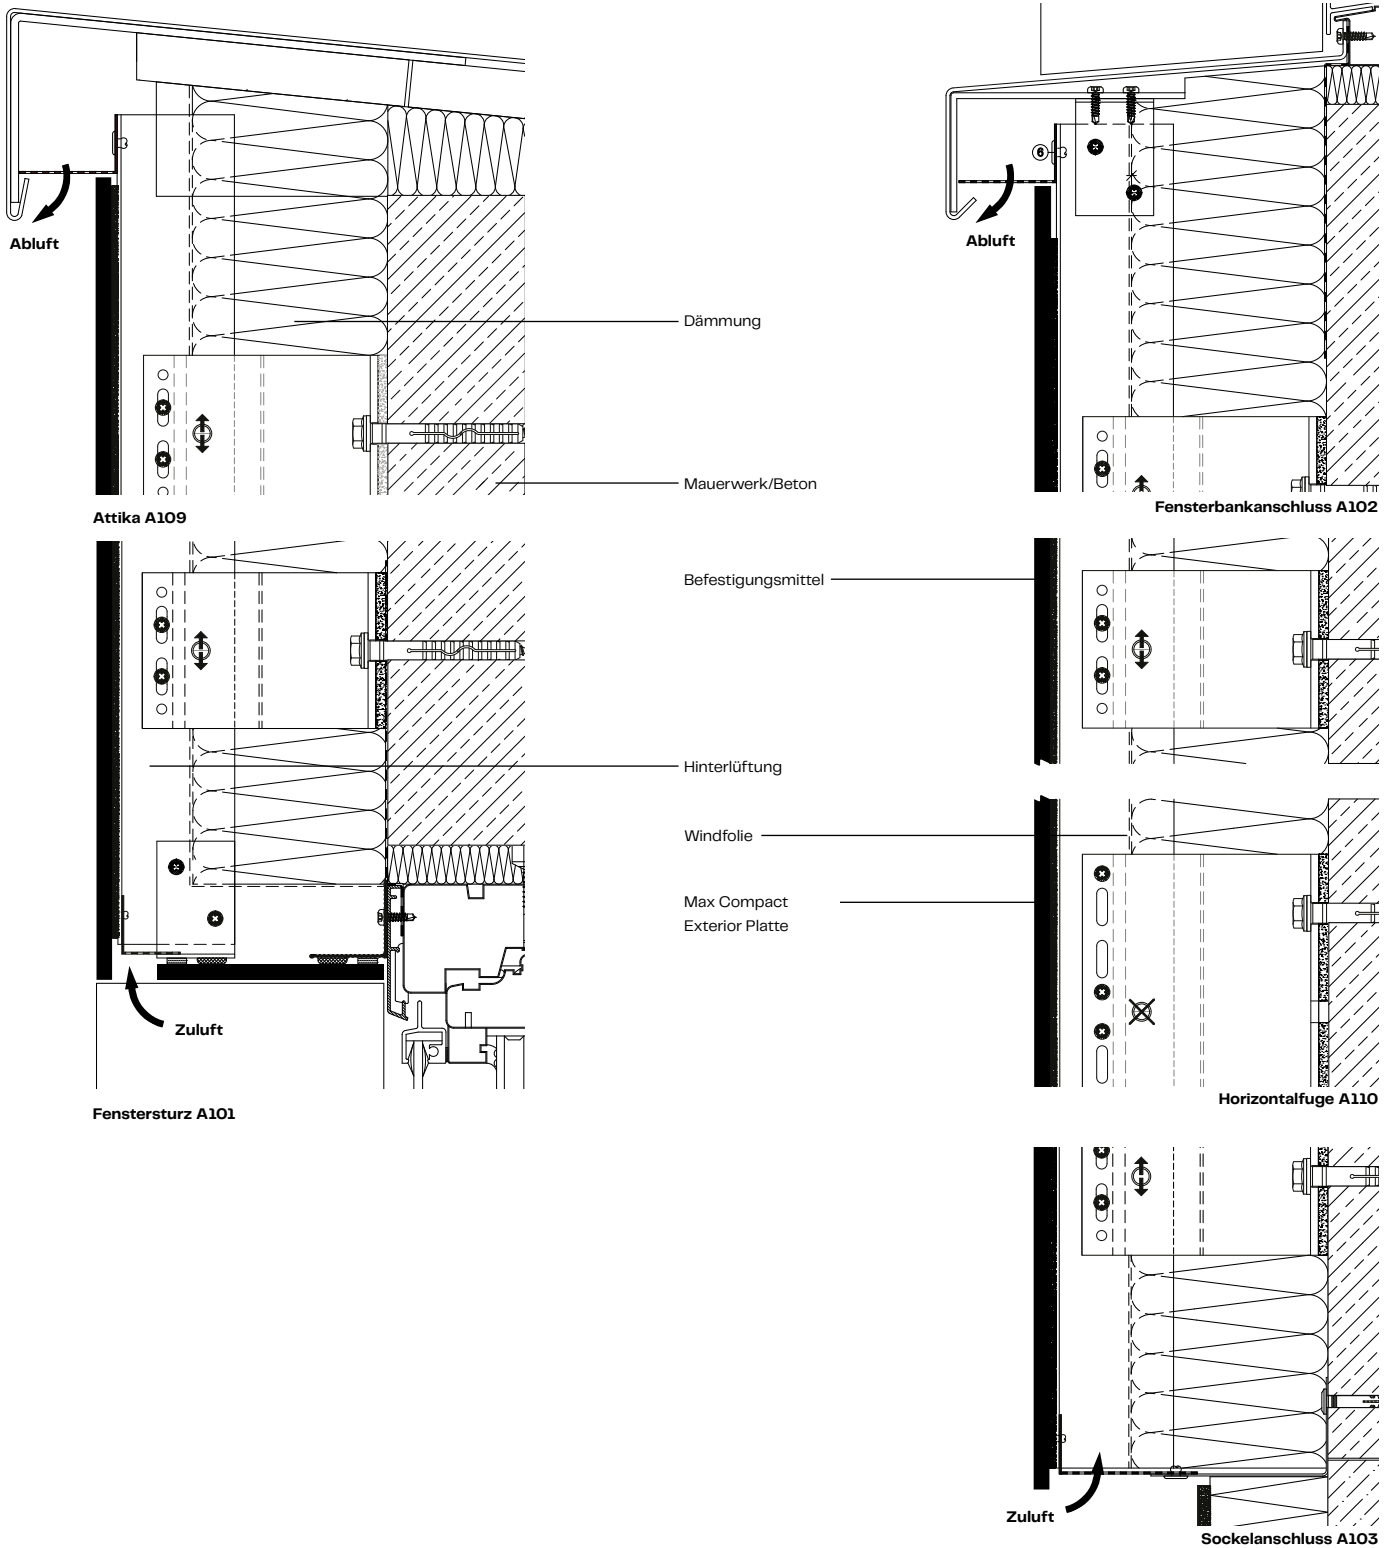 Abluft
Abluft
Dämmung
6
Mauerwerk/Beton
Attika A109
Fensterbankanschluss A102
Befestigungsmittel
Hinterlüftung
Windfolie
Max Compact
Exterior Platte
Zuluft
Fenstersturz A101
Horizontalfuge A110
Zuluft
Sockelanschluss A103